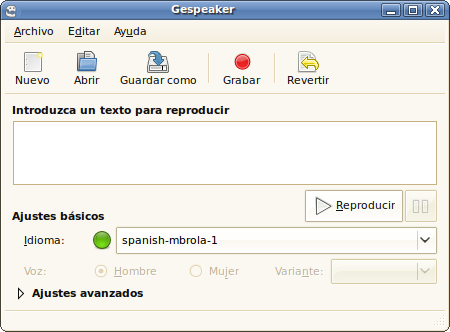 Gespeaker
Archivo Editar Ayuda
Nuevo Abrir Guardar como Grabar Revertir
Introduzca un texto para reproducir
Reproducir
Ajustes básicos
Idioma: spanish-mbrola-1
Voz: Hombre Mujer Variante:
Ajustes avanzados